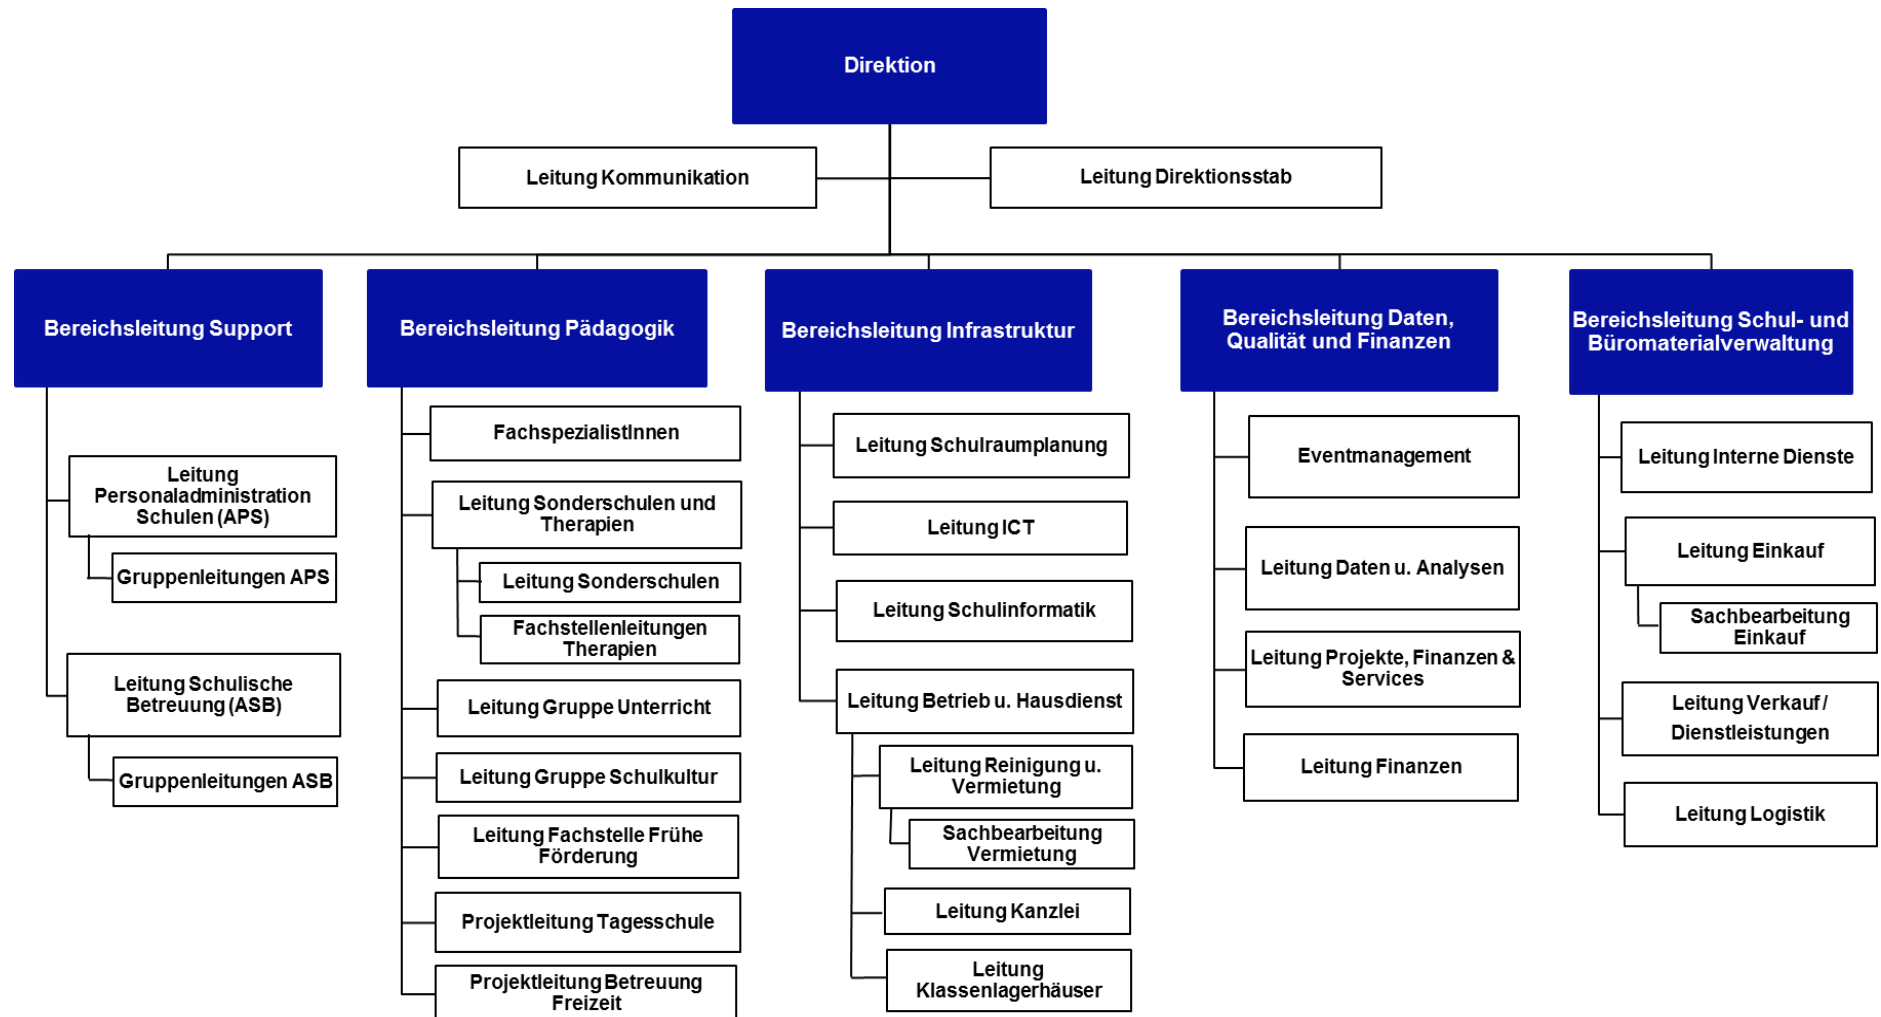 Direktion
Leitung Kommunikation
Leitung Direktionsstab
Bereichsleitung Support
Leitung
Personaladministration
Schulen (APS)
Gruppenleitungen APS
Leitung Schulische
Betreuung (ASB)
Gruppenleitungen ASB
Bereichsleitung Pädagogik
FachspezialistInnen
Leitung Sonderschulen und
Therapien
Leitung Sonderschulen
Fachstellenleitungen
Therapien
Leitung Gruppe Unterricht
Leitung Gruppe Schulkultur
Leitung Fachstelle Frühe
Förderung
Projektleitung Tagesschule
Projektleitung Betreuung
Freizeit
Bereichsleitung Infrastruktur
Leitung Schulraumplanung
Leitung ICT
Leitung Schulinformatik
Leitung Betrieb u. Hausdienst
Leitung Reinigung u.
Vermietung
Sachbearbeitung
Vermietung
Leitung Kanzlei
Leitung
Klassenlagerhäuser
Bereichsleitung Daten,
Qualität und Finanzen
Eventmanagement
Leitung Daten u. Analysen
Leitung Projekte, Finanzen &
Services
Leitung Finanzen
Bereichsleitung Schul- und
Büromaterialverwaltung
Leitung Interne Dienste
Leitung Einkauf
Sachbearbeitung
Einkauf
Leitung Verkauf /
Dienstleistungen
Leitung Logistik